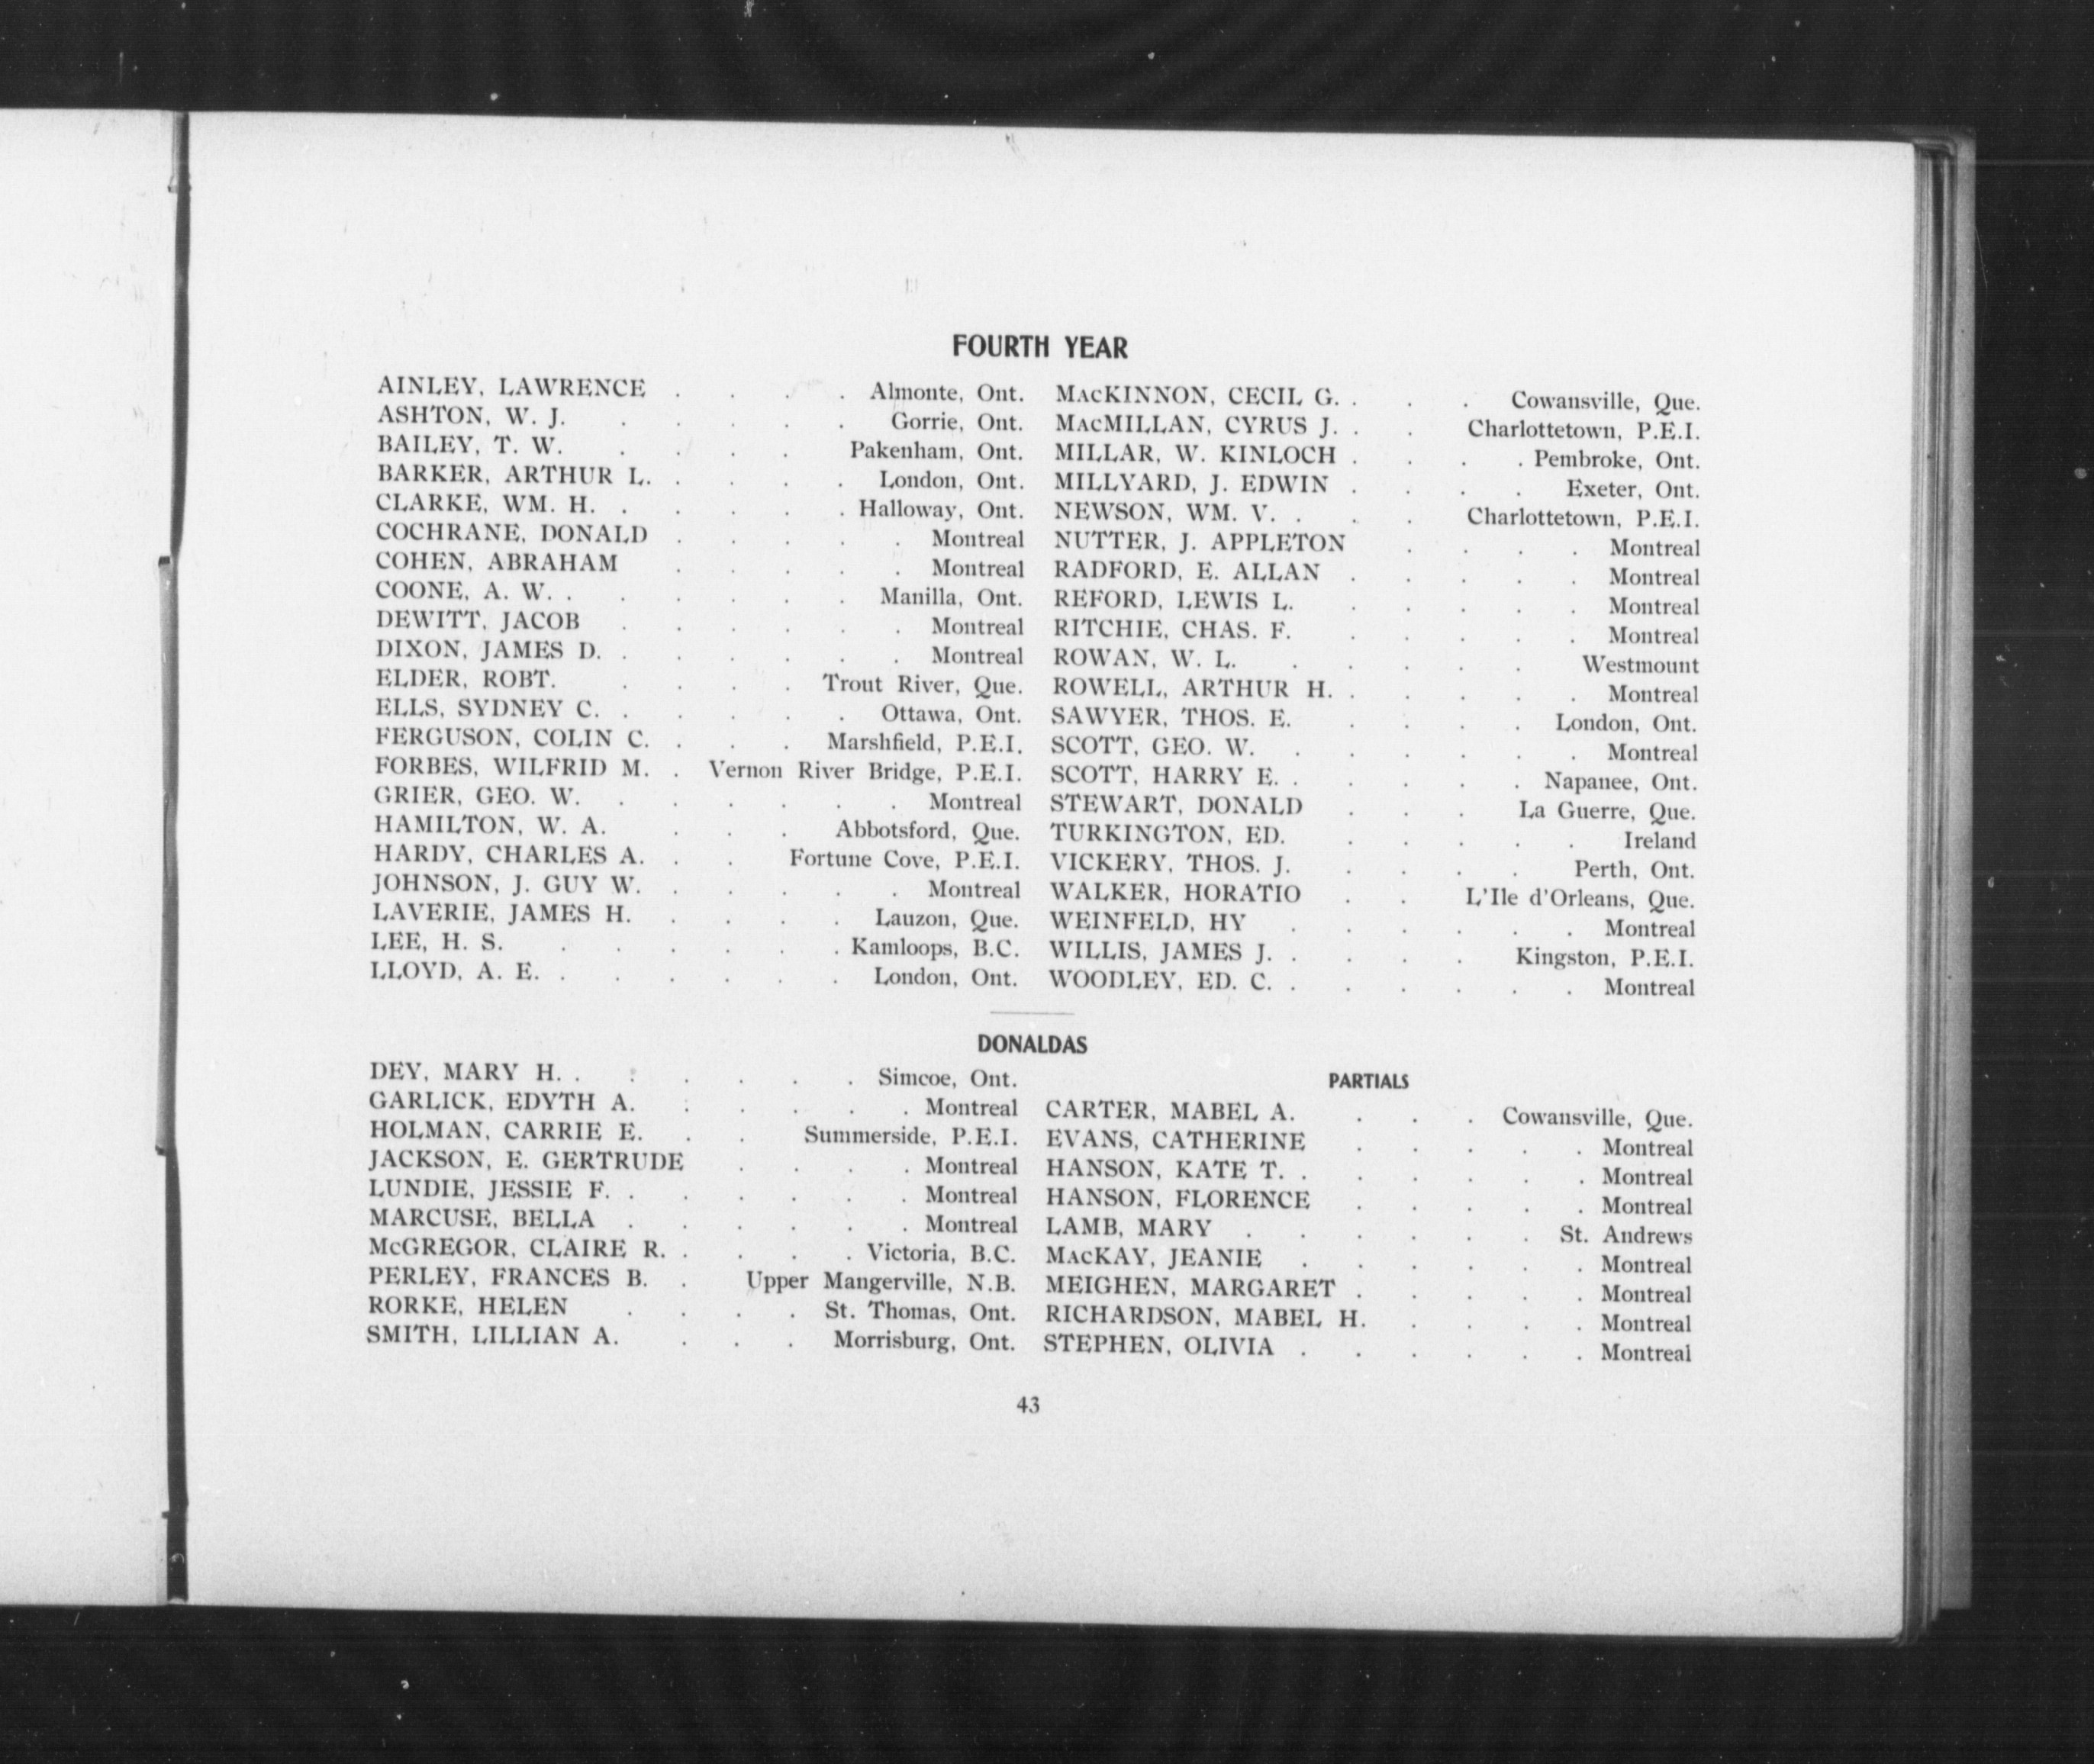 FOURTH YEAR
AINLEY, LAWRENCE . . . . Almonte, Ont.
ASHTON, W. J. . . . . . Gorrie, Ont.
BAILEY, T. W. . . . . Pakenham, Ont.
BARKER, ARTHUR L. . . . . London, Ont.
CLARKE, WM. H. . . . . . Halloway, Ont.
COCHRANE, DONALD . . . . . Montreal
COHEN, ABRAHAM . . . . . Montreal
COONE, A. W. . . . . . . Manilla, Ont.
DEWITT, JACOB . . . . . . Montreal
DIXON, JAMES D. . . . . . . Montreal
ELDER, ROBT. . . . . Trout River, Que.
ELLS, SYDNEY C. . . . . . Ottawa, Ont.
FERGUSON, COLIN C. . . . Marshfield, P.E.I.
FORBES, WILFRID M. . Vernon River Bridge, P.E.I.
GRIER, GEO. W. . . . . . . Montreal
HAMILTON, W. A. . . . Abbotsford, Que.
HARDY, CHARLES A. . . Fortune Cove, P.E.I.
JOHNSON, J. GUY W. . . . . . Montreal
LAVERIE, JAMES H. . . . . Lauzon, Que.
LEE, H. S. . . . . . . Kamloops, B.C.
LLOYD, A. E. . . . . . . London, Ont.
MACKINNON, CECIL G. . . . Cowansville, Que.
MACMILLAN, CYRUS J. . . Charlottetown, P.E.I.
MILLAR, W. KINLOCH . . . . Pembroke, Ont.
MILLYARD, J. EDWIN . . . . Exeter, Ont.
NEWSON, WM. V. . . . Charlottetown, P.E.I.
NUTTER, J. APPLETON . . . . Montreal
RADFORD, E. ALLAN . . . . . Montreal
REFORD, LEWIS L. . . . . . Montreal
RITCHIE, CHAS. F. . . . . . Montreal
ROWAN, W. L. . . . . . Westmount
ROWELL, ARTHUR H. . . . . . Montreal
SAWYER, THOS. E. . . . . London, Ont.
SCOTT, GEO. W. . . . . . . Montreal
SCOTT, HARRY E. . . . . . Napanee, Ont.
STEWART, DONALD . . . La Guerre, Que.
TURKINGTON, ED. . . . . . Ireland
VICKERY, THOS. J. . . . . Perth, Ont.
WALKER, HORATIO . . L'Ile d'Orleans, Que.
WEINFELD, HY . . . . . . Montreal
WILLIS, JAMES J. . . . . Kingston, P.E.I.
WOODLEY, ED. C. . . . . . . Montreal
DONALDAS
DEY, MARY H. . . . . . . Simcoe, Ont.
GARLICK, EDYTH A. . . . . . Montreal
HOLMAN, CARRIE E. . . Summerside, P.E.I.
JACKSON, E. GERTRUDE . . . . Montreal
LUNDIE, JESSIE F. . . . . . . Montreal
MARCUSE, BELLA . . . . . . Montreal
McGREGOR, CLAIRE R. . . . . Victoria, B.C.
PERLEY, FRANCES B. . Upper Mangerville, N.B.
RORKE, HELEN . . . . St. Thomas, Ont.
SMITH, LILLIAN A. . . . Morrisburg, Ont.
PARTIALS
CARTER, MABEL A. . . . Cowansville, Que.
EVANS, CATHERINE . . . . . Montreal
HANSON, KATE T. . . . . . . Montreal
HANSON, FLORENCE . . . . . Montreal
LAMB, MARY . . . . . . St. Andrews
MACKAY, JEANIE . . . . . . Montreal
MEIGHEN, MARGARET . . . . . Montreal
RICHARDSON, MABEL H. . . . . Montreal
STEPHEN, OLIVIA . . . . . . Montreal
43